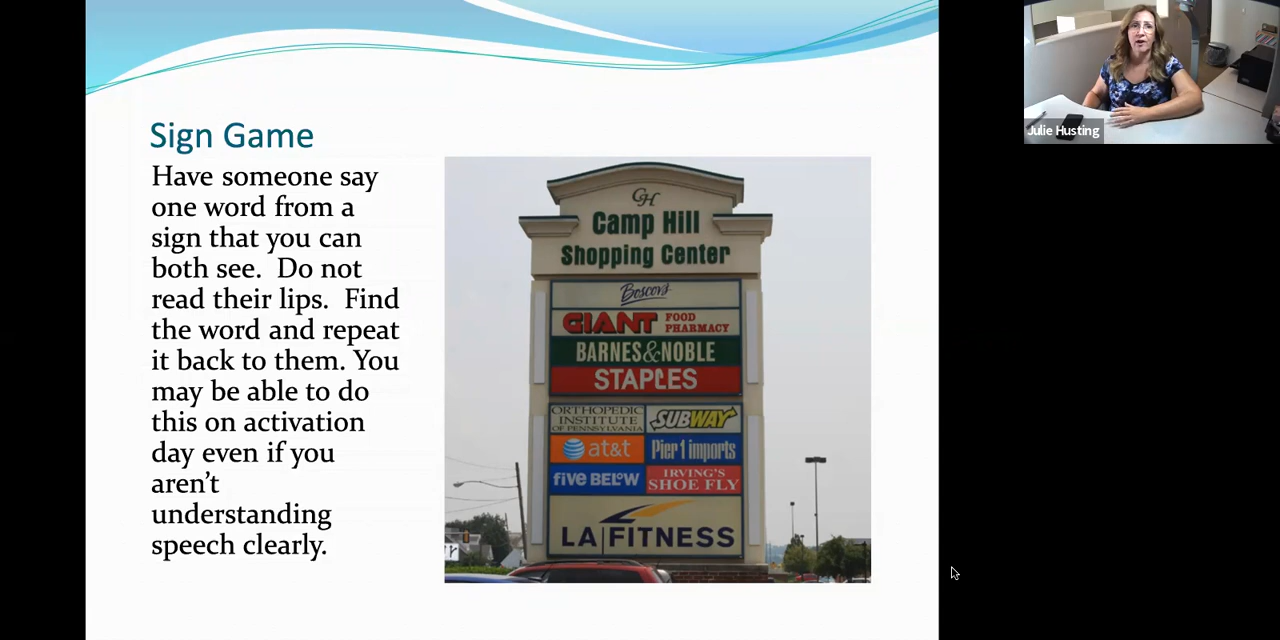 Sign Game
Have someone say
one word from a
sign that you can
both see.  Do not
read their lips.  Find
the word and repeat
it back to them. You
may be able to do
this on activation
day even if you
aren't
understanding
speech clearly.
CH
Camp Hill
Shopping Center
Boscov's
GIANT FOOD
PHARMACY
BARNES&NOBLE
STAPLES
ORTHOPEDIC
INSTITUTE
OF PENNSYLVANIA
SUBWAY
at&t
Pier 1 imports
five BELOW
IRVING'S
SHOE FLY
LA FITNESS
Julie Husting